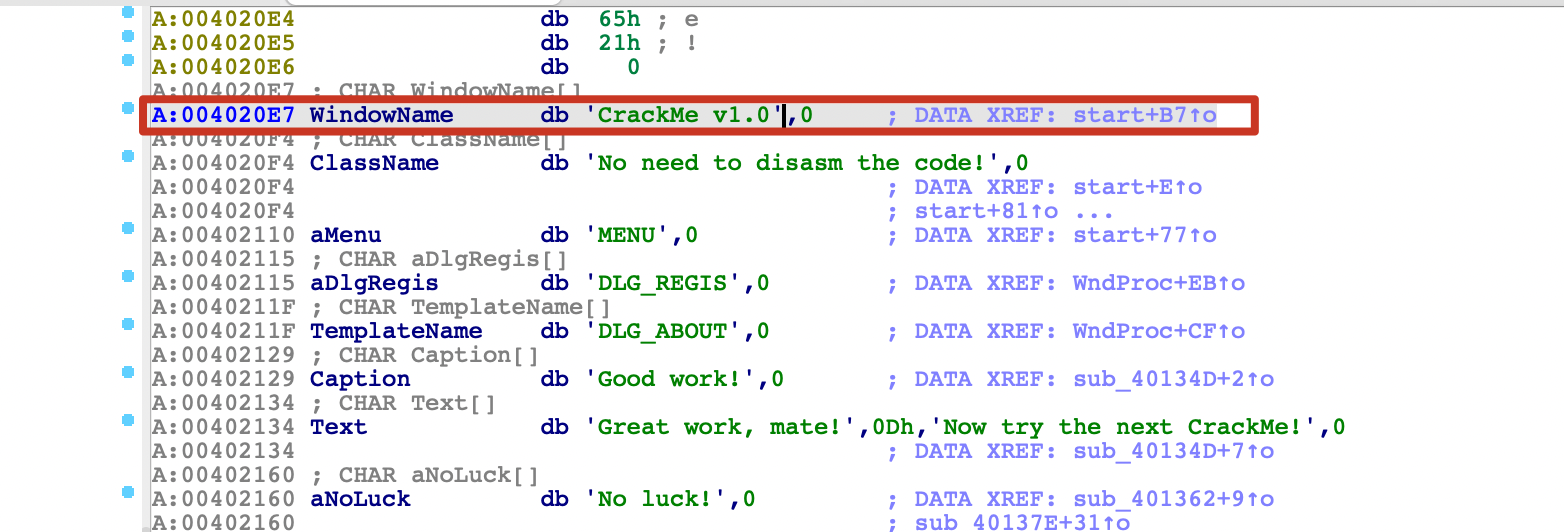 A:004020E4 db 65h ; e
A:004020E5 db 21h ; !
A:004020E6 db 0
A:004020E7 ; CHAR WindowName[]
A:004020E7 WindowName db 'CrackMe v1.0',0 ; DATA XREF: start+B7↑o
A:004020F4 ; CHAR ClassName[]
A:004020F4 ClassName db 'No need to disasm the code!',0
A:004020F4 ; DATA XREF: start+E↑o
A:004020F4 ; start+81↑o ...
A:00402110 aMenu db 'MENU',0 ; DATA XREF: start+77↑o
A:00402115 ; CHAR aDlgRegis[]
A:00402115 aDlgRegis db 'DLG_REGIS',0 ; DATA XREF: WndProc+EB↑o
A:0040211F ; CHAR TemplateName[]
A:0040211F TemplateName db 'DLG_ABOUT',0 ; DATA XREF: WndProc+CF↑o
A:00402129 ; CHAR Caption[]
A:00402129 Caption db 'Good work!',0 ; DATA XREF: sub_40134D+2↑o
A:00402134 ; CHAR Text[]
A:00402134 Text db 'Great work, mate!',0Dh,'Now try the next CrackMe!',0
A:00402134 ; DATA XREF: sub_40134D+7↑o
A:00402160 ; CHAR aNoLuck[]
A:00402160 aNoLuck db 'No luck!',0 ; DATA XREF: sub_401362+9↑o
A:00402160 ; sub_40137E+31↑o